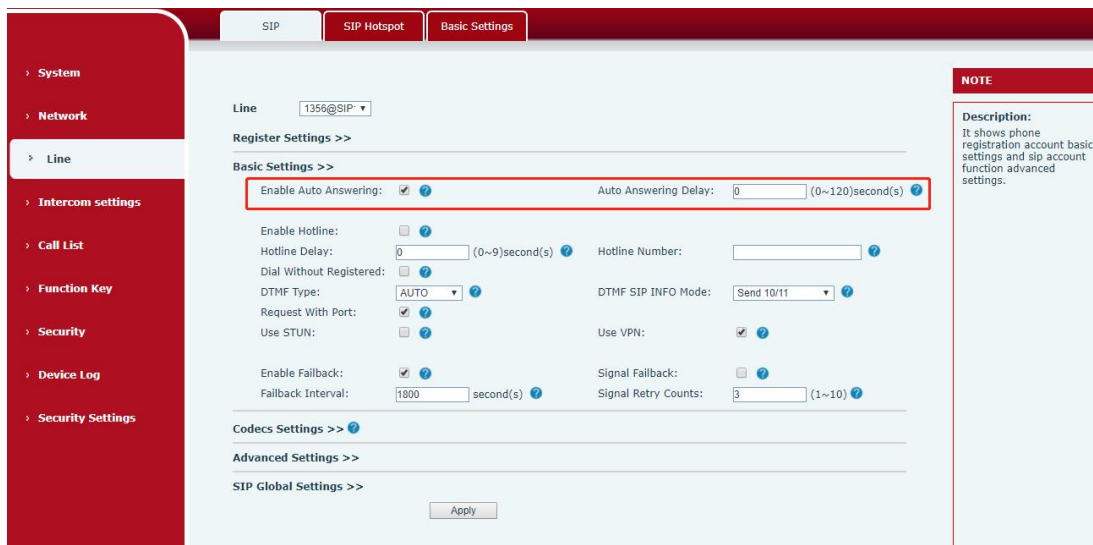 SIP
SIP Hotspot
Basic Settings
› System
› Network
› Line
› Intercom settings
› Call List
› Function Key
› Security
› Device Log
› Security Settings
Line 1356@SIP
Register Settings >>
Basic Settings >>
Enable Auto Answering: Auto Answering Delay: 0 (0~120)second(s)
Enable Hotline:
Hotline Delay: 0 (0~9)second(s) Hotline Number:
Dial Without Registered:
DTMF Type: AUTO DTMF SIP INFO Mode: Send 10/11
Request With Port:
Use STUN: Use VPN:
Enable Failback: Signal Failback:
Failback Interval: 1800 second(s) Signal Retry Counts: 3 (1~10)
Codecs Settings >>
Advanced Settings >>
SIP Global Settings >>
Apply
NOTE
Description:
It shows phone
registration account basic
settings and sip account
function advanced
settings.